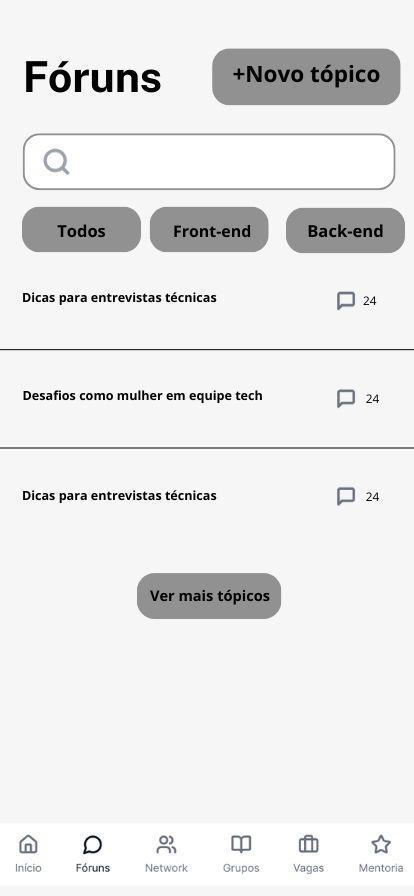 Fóruns
+Novo tópico
Todos
Front-end
Back-end
Dicas para entrevistas técnicas
24
Desafios como mulher em equipe tech
24
Dicas para entrevistas técnicas
24
Ver mais tópicos
Início
Fóruns
Network
Grupos
Vagas
Mentoria